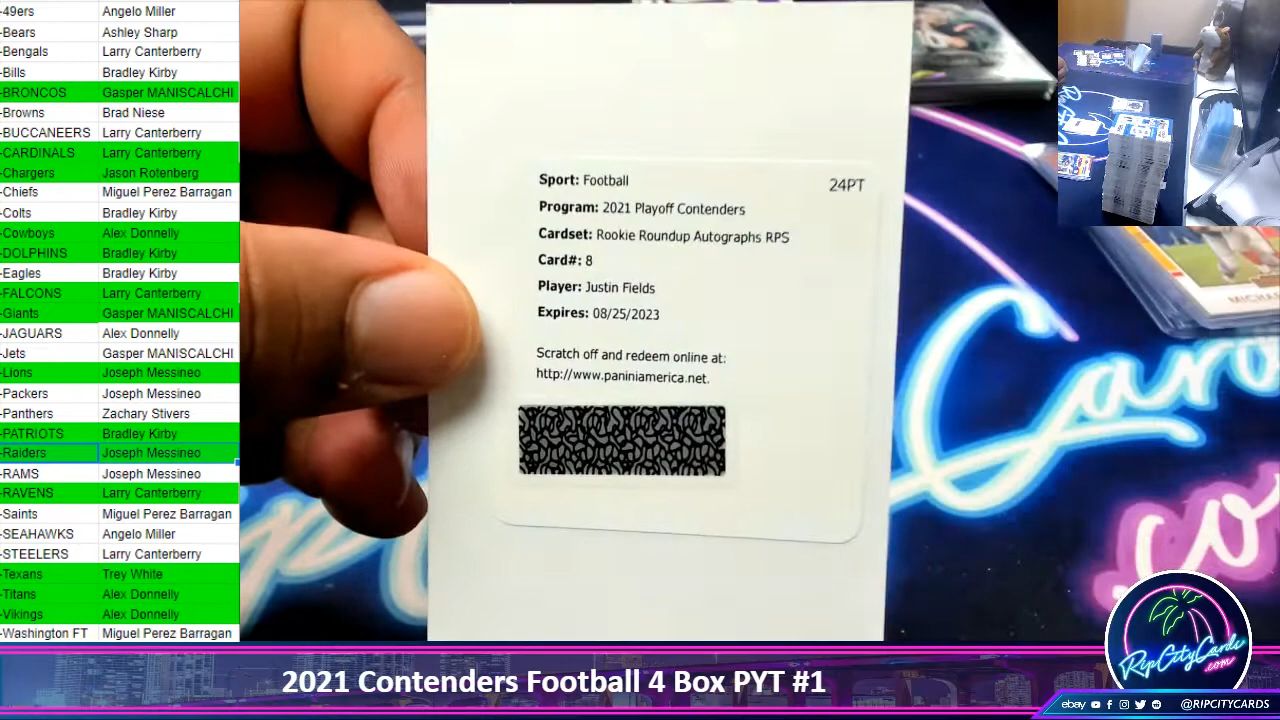 -49ers Angelo Miller
-Bears Ashley Sharp
-Bengals Larry Canterberry
-Bills Bradley Kirby
-BRONCOS Gasper MANISCALCHI
-Browns Brad Niese
-BUCCANEERS Larry Canterberry
-CARDINALS Larry Canterberry
-Chargers Jason Rotenberg
-Chiefs Miguel Perez Barragan
-Colts Bradley Kirby
-Cowboys Alex Donnelly
-DOLPHINS Bradley Kirby
-Eagles Bradley Kirby
-FALCONS Larry Canterberry
-Giants Gasper MANISCALCHI
-JAGUARS Alex Donnelly
-Jets Gasper MANISCALCHI
-Lions Joseph Messineo
-Packers Joseph Messineo
-Panthers Zachary Stivers
-PATRIOTS Bradley Kirby
-Raiders Joseph Messineo
-RAMS Joseph Messineo
-RAVENS Larry Canterberry
-Saints Miguel Perez Barragan
-SEAHAWKS Angelo Miller
-STEELERS Larry Canterberry
-Texans Trey White
-Titans Alex Donnelly
-Vikings Alex Donnelly
-Washington FT Miguel Perez Barragan
Sport: Football 24PT
Program: 2021 Playoff Contenders
Cardset: Rookie Roundup Autographs RPS
Card#: 8
Player: Justin Fields
Expires: 08/25/2023
Scratch off and redeem online at:
http://www.paniniamerica.net.
MICHA
Card
.co
RipCityCards
.com
2021 Contenders Football 4 Box PYT #1
ebay @RIPCITYCARDS